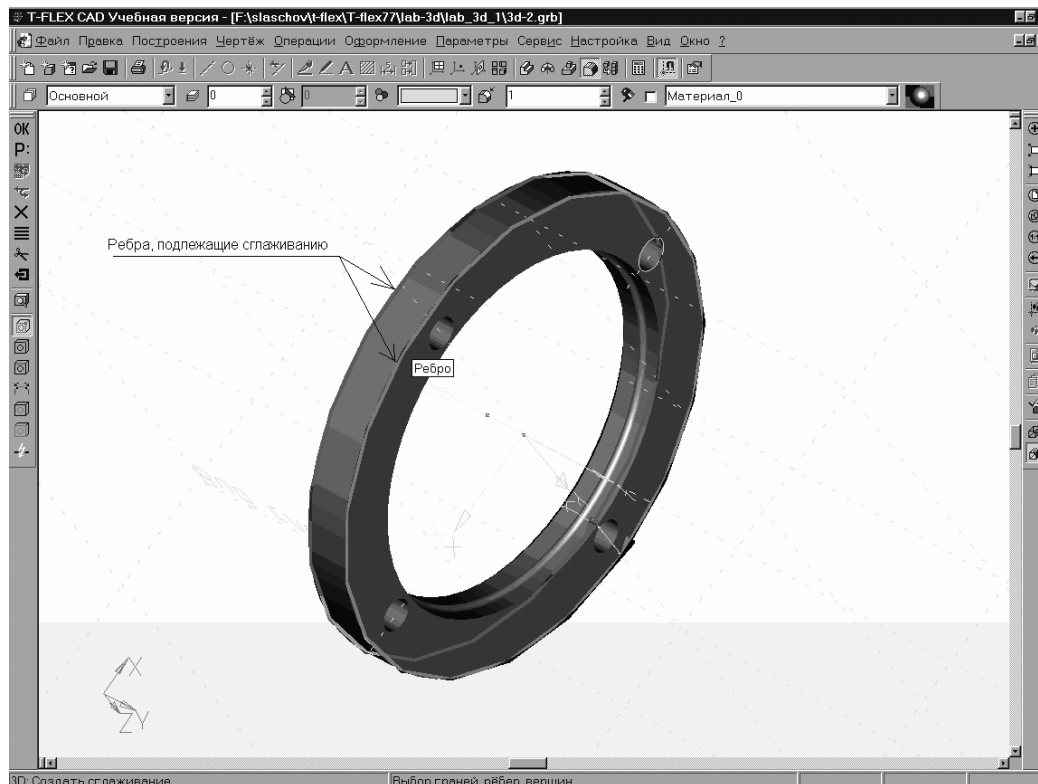 T-FLEX CAD Учебная версия - [F:\slaschov\t-flex\T-flex77\lab-3d\lab_3d_1\3d-2.grb]
Файл Правка Построения Чертёж Операции Оформление Параметры Сервис Настройка Вид Окно ?
Основной 0 0 1 Материал_0
OK
P:
Ребра, подлежащие сглаживанию
Ребро
X
X
Y
Z
3D: Создать сглаживание Выбор граней, рёбер, вершин